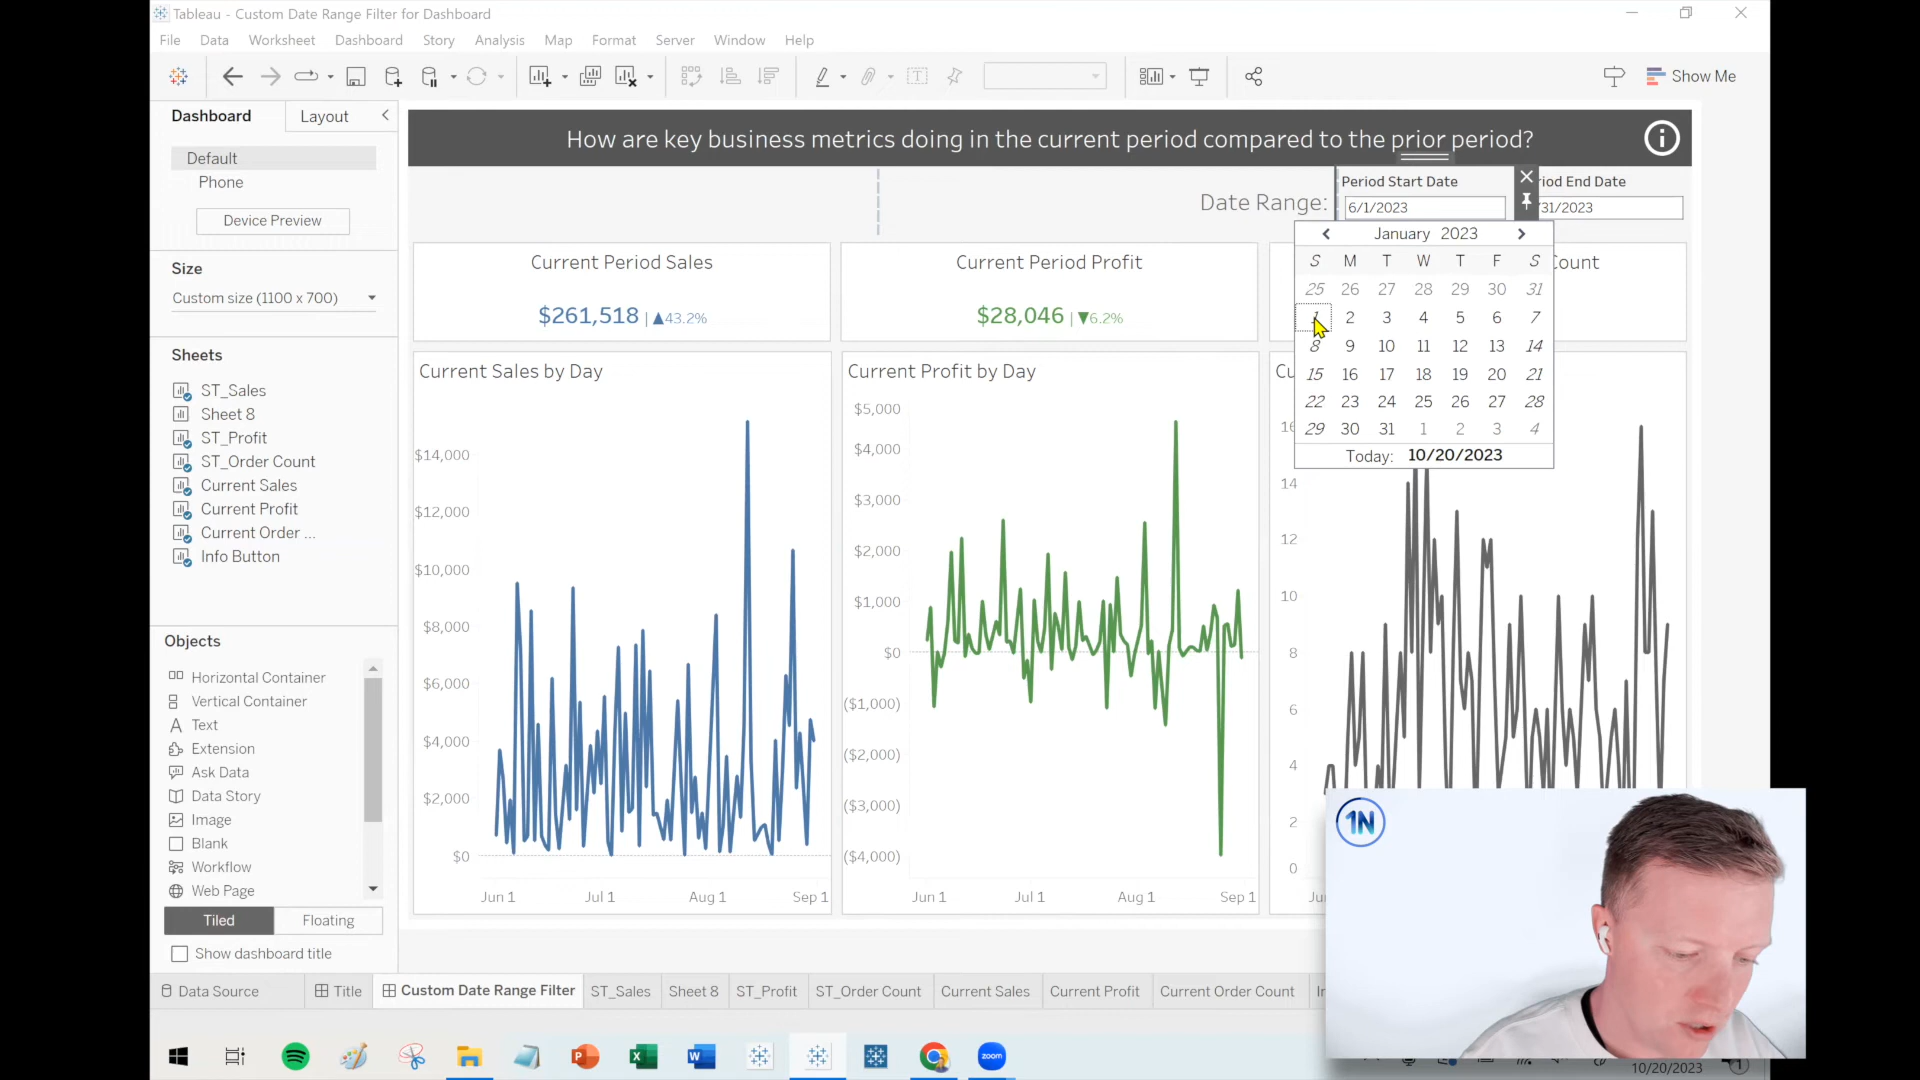 Tableau - Custom Date Range Filter for Dashboard
File Data Worksheet Dashboard Story Analysis Map Format Server Window Help
Show Me
Dashboard Layout
Default
Phone
Device Preview
Size
Custom size (1100 x 700)
Sheets
ST_Sales
Sheet 8
ST_Profit
ST_Order Count
Current Sales
Current Profit
Current Order ...
Info Button
Objects
Horizontal Container
Vertical Container
Text
Extension
Ask Data
Data Story
Image
Blank
Workflow
Web Page
Tiled Floating
Show dashboard title
How are key business metrics doing in the current period compared to the prior period?
Date Range:
Period Start Date
6/1/2023
iod End Date
/31/2023
January 2023
S M T W T F S
25 26 27 28 29 30 31
1 2 3 4 5 6 7
8 9 10 11 12 13 14
15 16 17 18 19 20 21
22 23 24 25 26 27 28
29 30 31 1 2 3 4
Today: 10/20/2023
Current Period Sales
$261,518 | ▲43.2%
Current Period Profit
$28,046 | ▼6.2%
Count
Current Sales by Day
$14,000
$12,000
$10,000
$8,000
$6,000
$4,000
$2,000
$0
Jun 1 Jul 1 Aug 1 Sep 1
Current Profit by Day
$5,000
$4,000
$3,000
$2,000
$1,000
$0
($1,000)
($2,000)
($3,000)
($4,000)
Jun 1 Jul 1 Aug 1 Sep 1
Cu
16
14
12
10
8
6
4
2
0
Ju
1N
Data Source Title Custom Date Range Filter ST_Sales Sheet 8 ST_Profit ST_Order Count Current Sales Current Profit Current Order Count In
zoom
10/20/2023